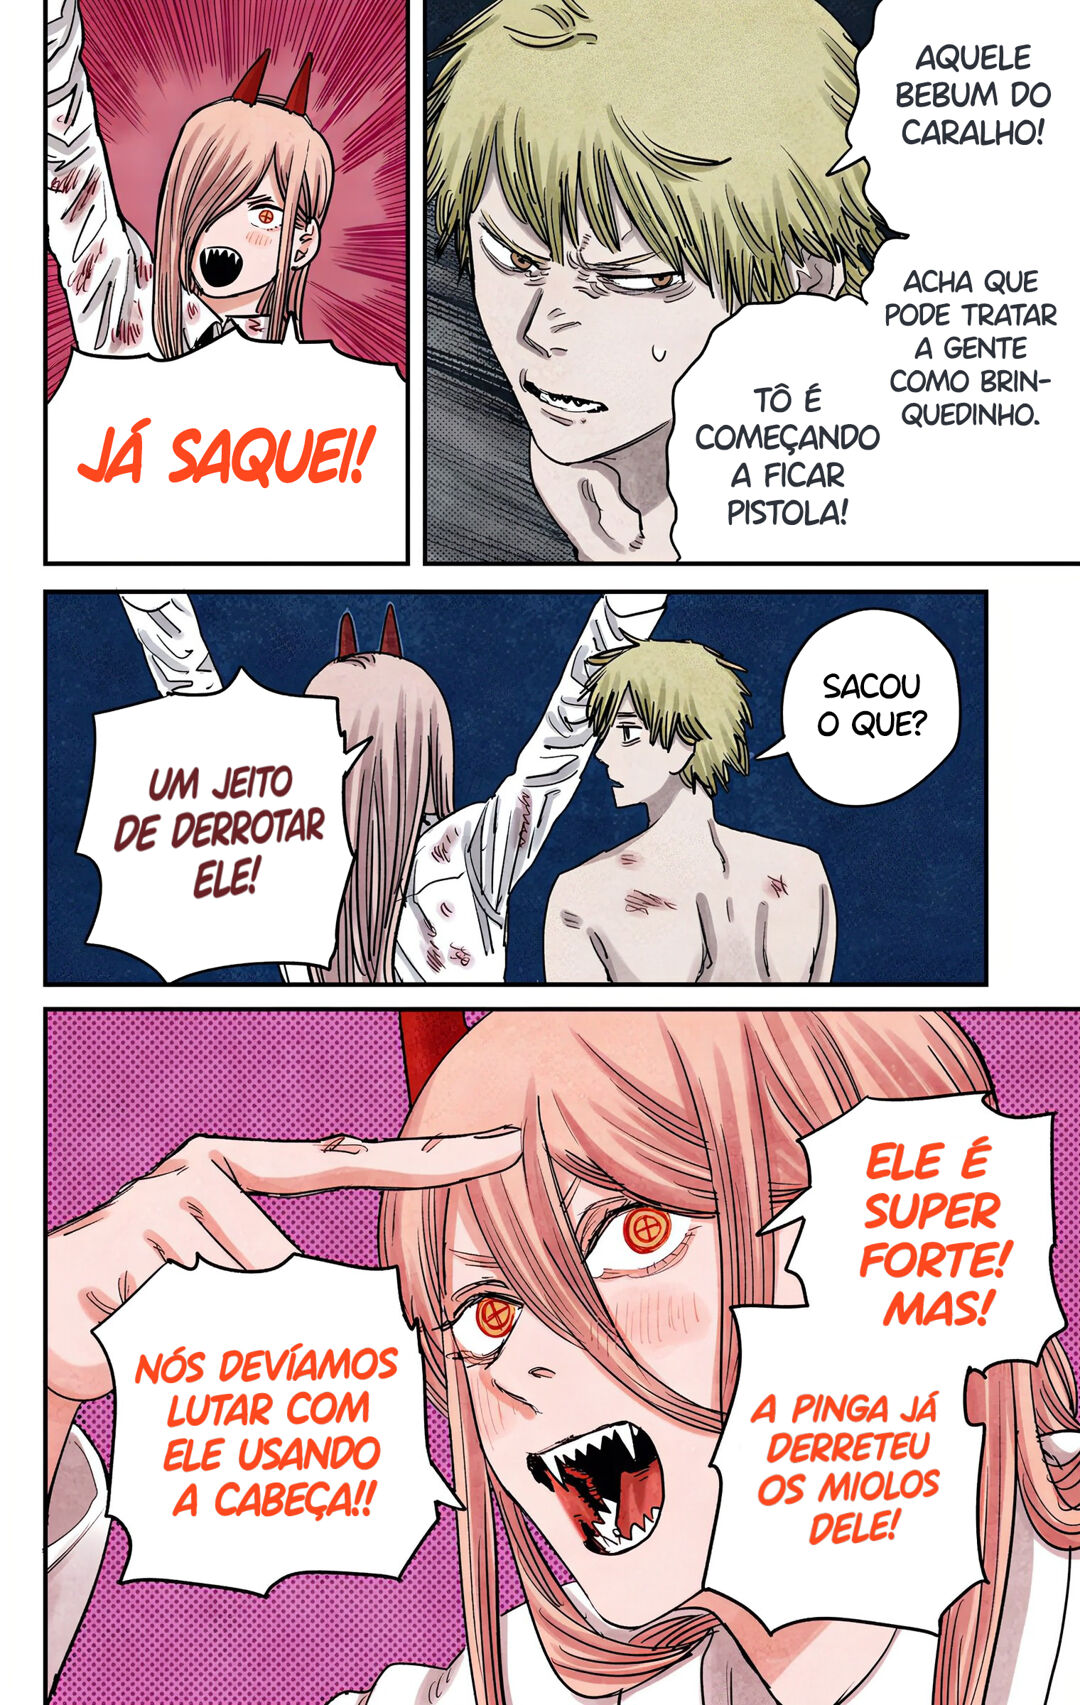 AQUELE
BEBUM DO
CARALHO!
ACHA QUE
PODE TRATAR
A GENTE
COMO BRIN-
QUEDINHO.
TÔ É
COMEÇANDO
A FICAR
PISTOLA!
JÁ SAQUEI!
SACOU
O QUE?
UM JEITO
DE DERROTAR
ELE!
ELE É
SUPER
FORTE!
MAS!
A PINGA JÁ
DERRETEU
OS MIOLOS
DELE!
NÓS DEVÍAMOS
LUTAR COM
ELE USANDO
A CABEÇA!!